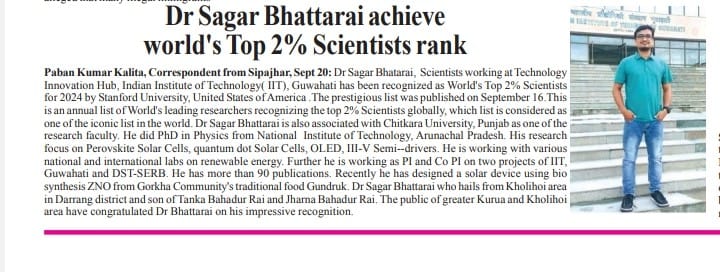 Dr Sagar Bhattarai achieve
world's Top 2% Scientists rank
Paban Kumar Kalita, Correspondent from Sipajhar, Sept 20: Dr Sagar Bhatarai, Scientists working at Technology
Innovation Hub, Indian Institute of Technology( IIT), Guwahati has been recognized as World's Top 2% Scientists
for 2024 by Stanford University, United States of America .The prestigious list was published on September 16.This
is an annual list of World's leading researchers recognizing the top 2% Scientists globally, which list is considered as
one of the iconic list in the world. Dr Sagar Bhattarai is also associated with Chitkara University, Punjab as one of the
research faculty. He did PhD in Physics from National Institute of Technology, Arunachal Pradesh. His research
focus on Perovskite Solar Cells, quantum dot Solar Cells, OLED, III-V Semi--drivers. He is working with various
national and international labs on renewable energy. Further he is working as PI and Co PI on two projects of IIT,
Guwahati and DST-SERB. He has more than 90 publications. Recently he has designed a solar device using bio
synthesis ZNO from Gorkha Community's traditional food Gundruk. Dr Sagar Bhattarai who hails from Kholihoi area
in Darrang district and son of Tanka Bahadur Rai and Jharna Bahadur Rai. The public of greater Kurua and Kholihoi
area have congratulated Dr Bhattarai on his impressive recognition.